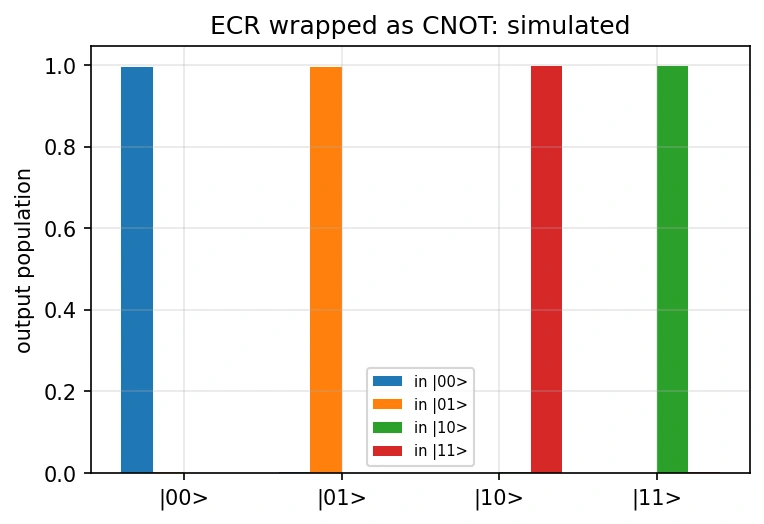 ECR wrapped as CNOT: simulated
output population
1.0
0.8
0.6
0.4
0.2
0.0
in |00>
in |01>
in |10>
in |11>
|00> |01> |10> |11>